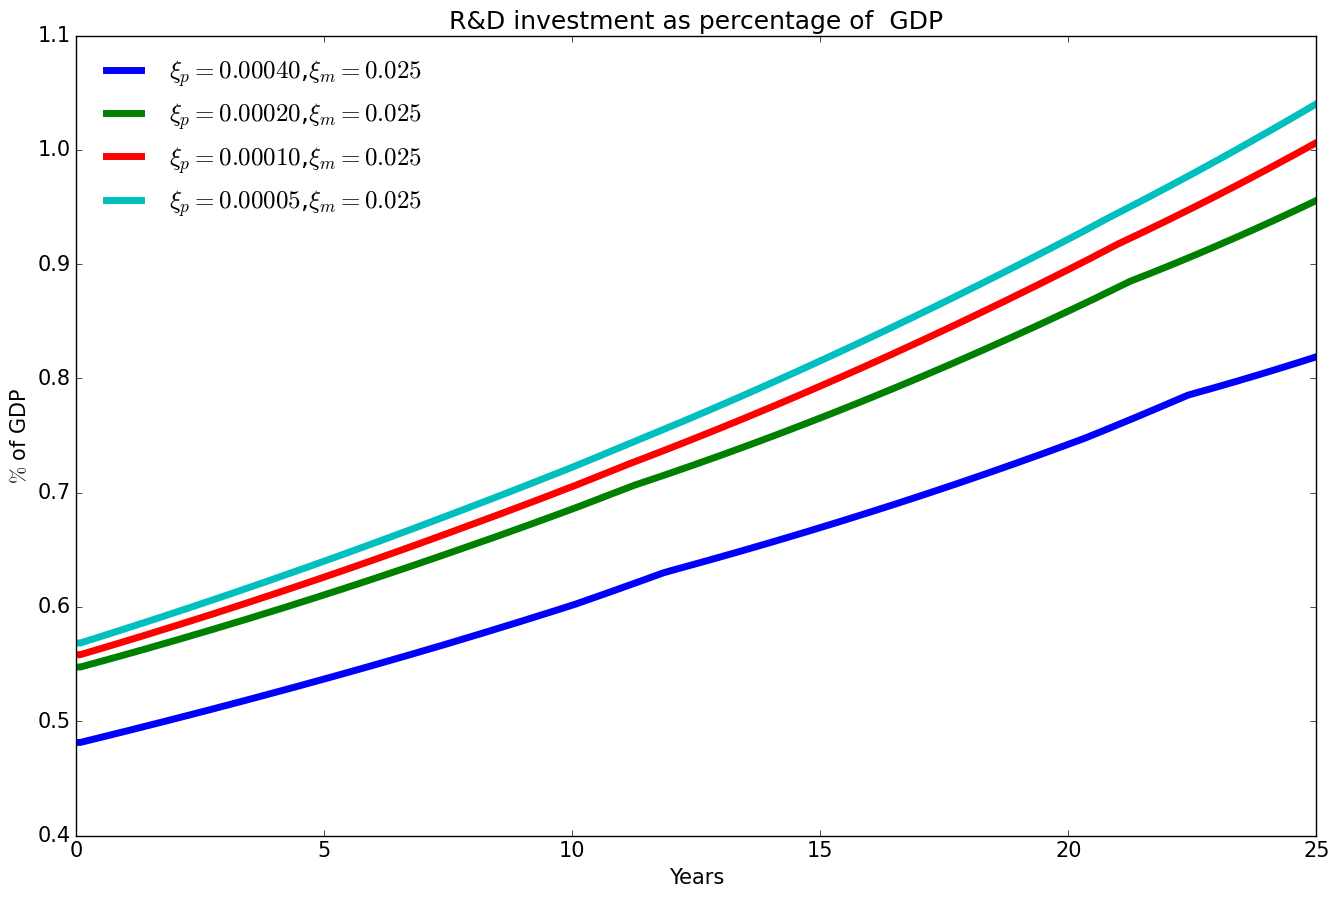 R&D investment as percentage of  GDP
1.1
1.0
0.9
0.8
0.7
0.6
0.5
0.4
% of GDP
ξp = 0.00040,ξm = 0.025
ξp = 0.00020,ξm = 0.025
ξp = 0.00010,ξm = 0.025
ξp = 0.00005,ξm = 0.025
0 5 10 15 20 25
Years